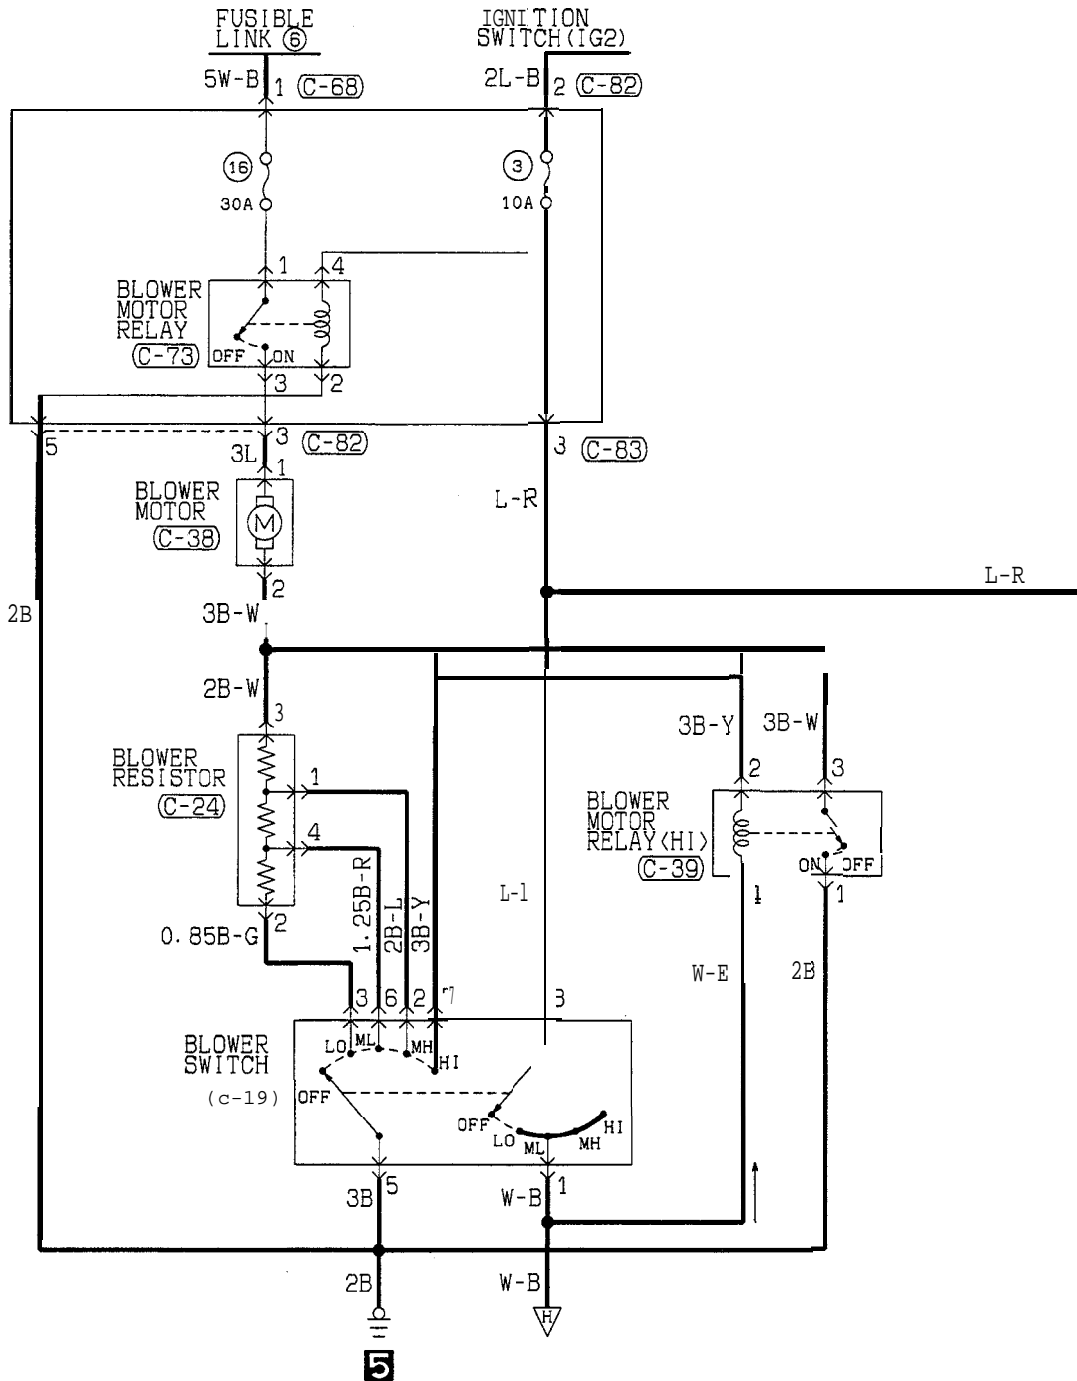 FUSIBLE
LINK 6
IGNITION
SWITCH(IG2)
5W-B
1
C-68
2L-B
2
C-82
16
30A
3
10A
1
4
BLOWER
MOTOR
RELAY
C-73
OFF
ON
3
2
5
3
C-82
3
C-83
3L
1
BLOWER
MOTOR
C-38
M
L-R
2
L-R
2B
3B-W
2B-W
3
3B-Y
3B-W
BLOWER
RESISTOR
C-24
1
4
2
2
3
BLOWER
MOTOR
RELAY<HI>
C-39
ON
OFF
1
0.85B-G
1.25B-R
2B-L
3B-Y
L-l
W-E
2B
3
6
2
7
BLOWER
SWITCH
(c-19)
LO
ML
MH
HI
OFF
OFF
LO
ML
MH
HI
5
1
3B
W-B
2B
W-B
H
5